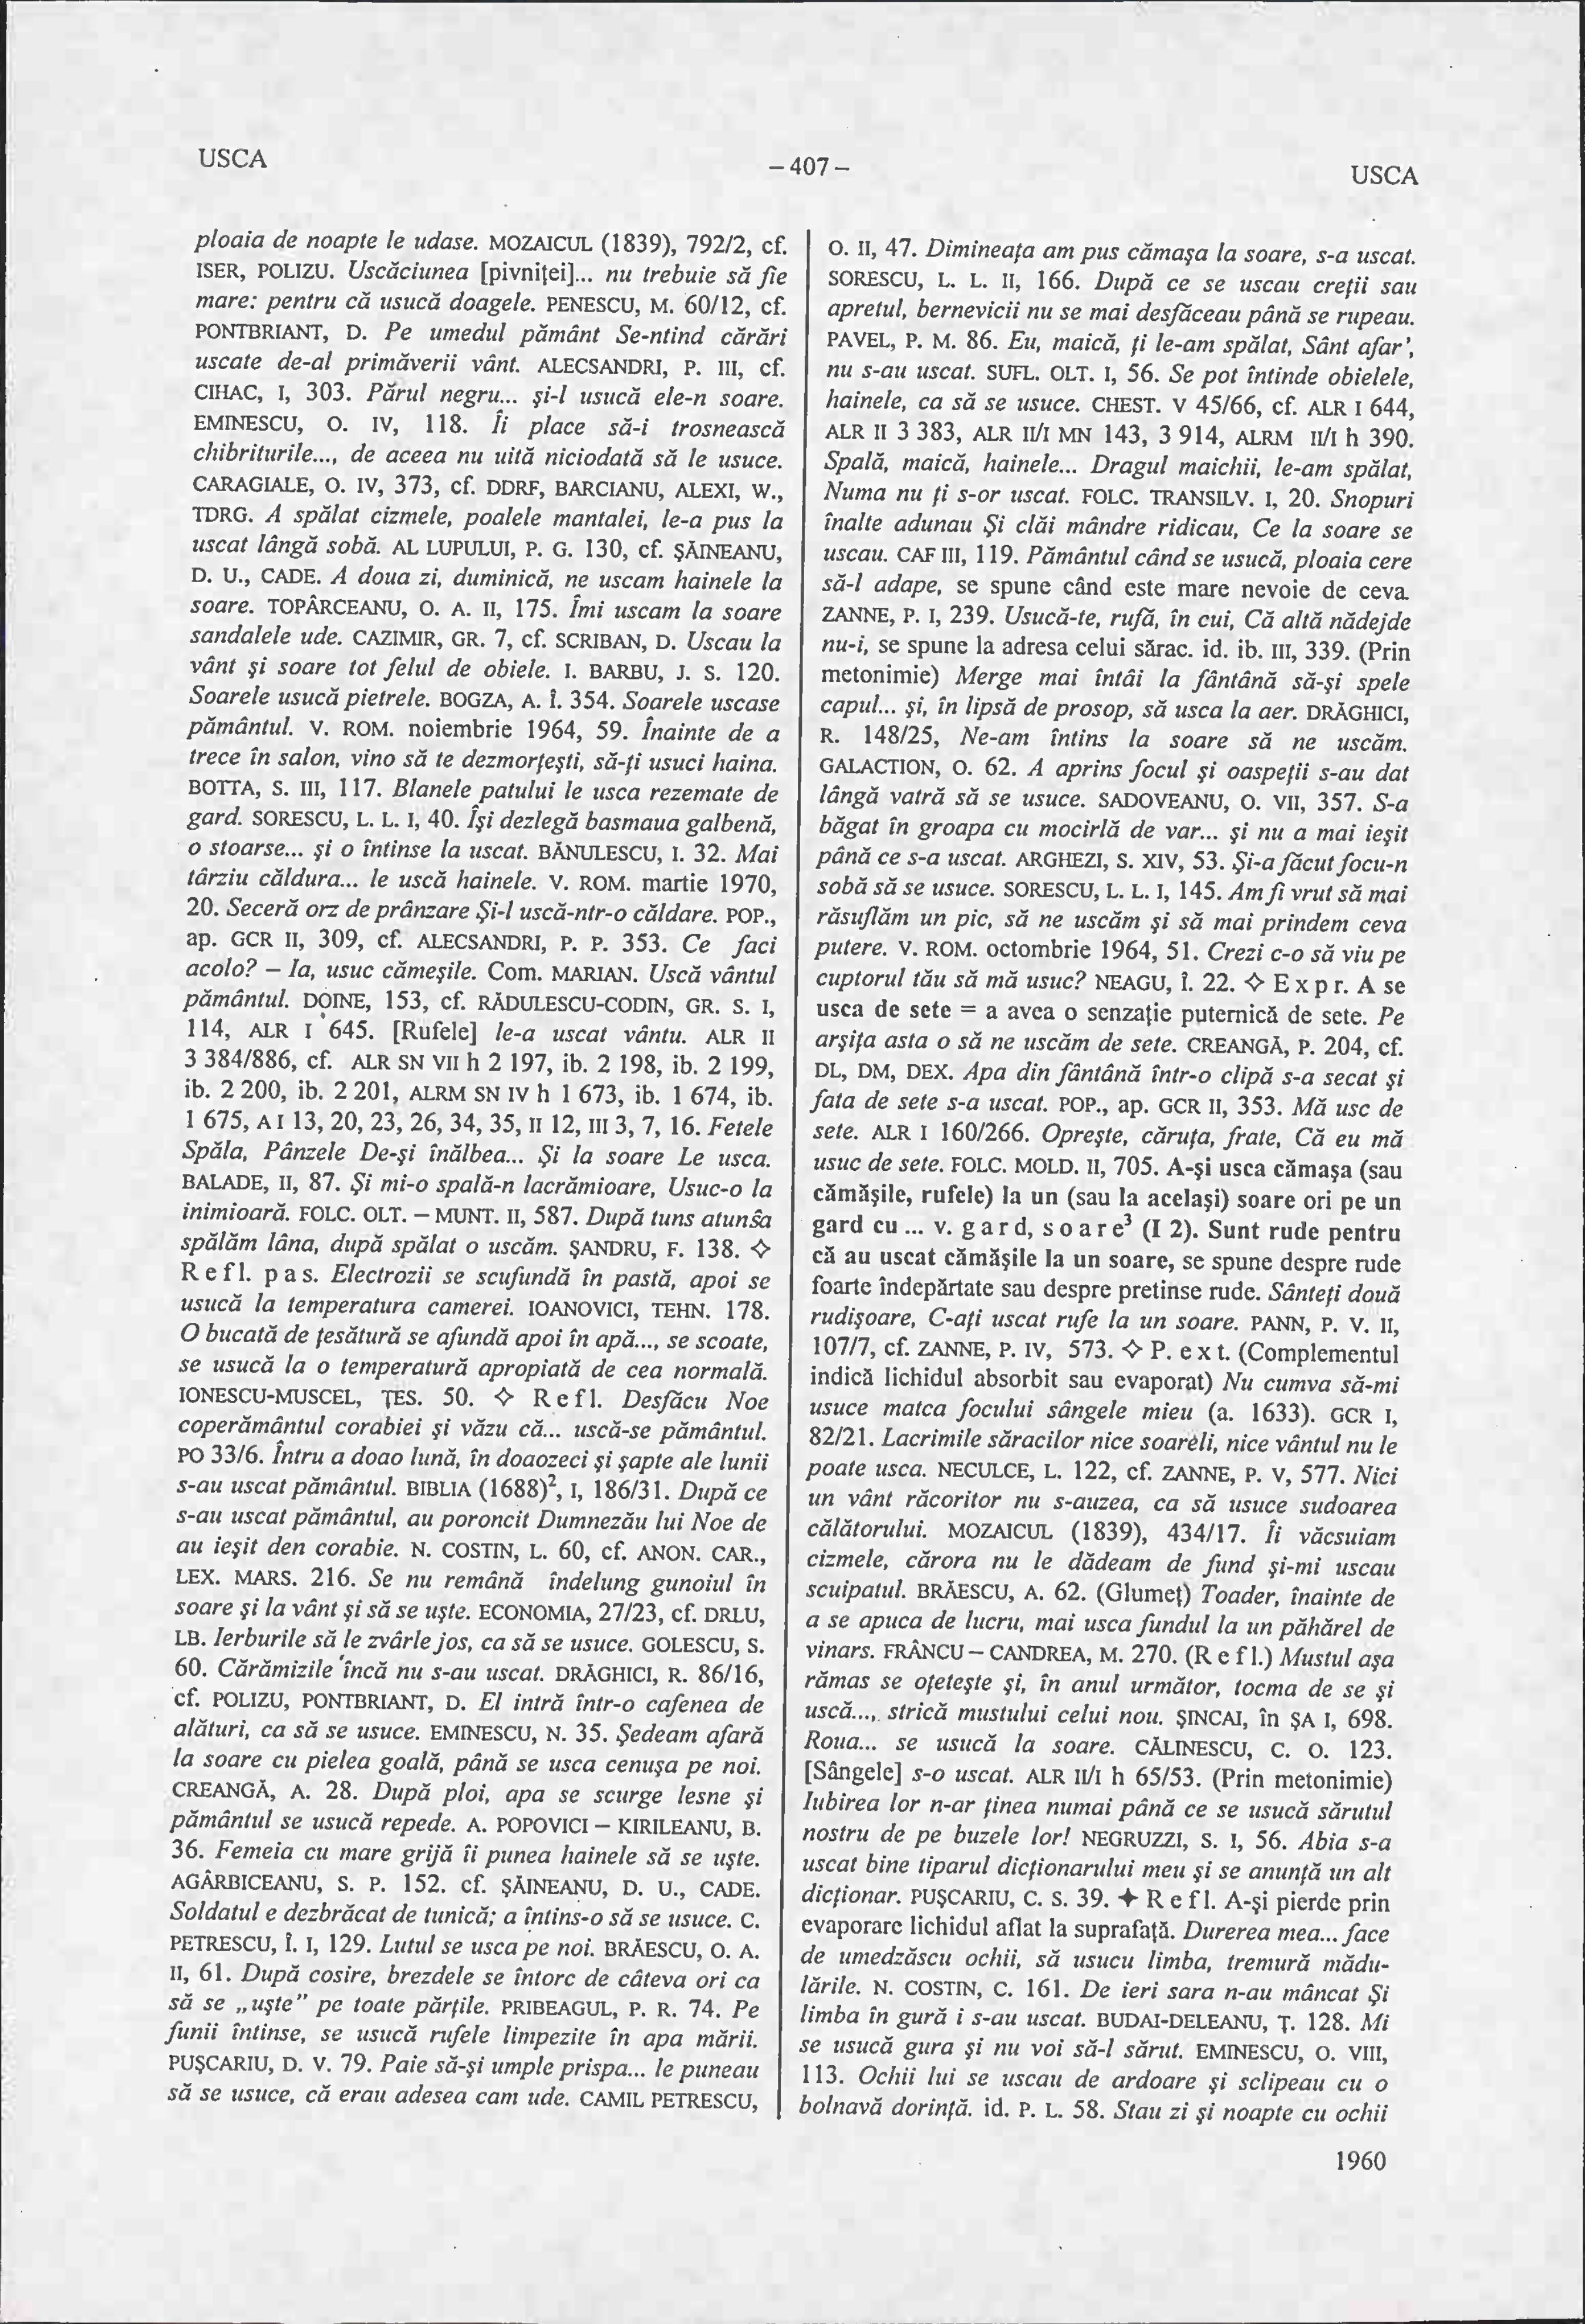 USCA
– 407 –
USCA
ploaia de noapte le udase. MOZAICUL (1839), 792/2, cf.
ISER, POLIZU. Uscăciunea [pivniţei]... nu trebuie să fie
mare: pentru că usucă doagele. PENESCU, M. 60/12, cf.
PONTBRIANT, D. Pe umedul pământ Se-ntind cărări
uscate de-al primăverii vânt. ALECSANDRI, P. III, cf.
CIHAC, I, 303. Părul negru... şi-l usucă ele-n soare.
EMINESCU, O. IV, 118. Îi place să-i trosnească
chibriturile..., de aceea nu uită niciodată să le usuce.
CARAGIALE, O. IV, 373, cf. DDRF, BARCIANU, ALEXI, W.,
TDRG. A spălat cizmele, poalele mantalei, le-a pus la
uscat lângă sobă. AL LUPULUI, P. G. 130, cf. ŞĂINEANU,
D. U., CADE. A doua zi, duminică, ne uscam hainele la
soare. TOPÂRCEANU, O. A. II, 175. Îmi uscam la soare
sandalele ude. CAZIMIR, GR. 7, cf. SCRIBAN, D. Uscau la
vânt şi soare tot felul de obiele. I. BARBU, J. S. 120.
Soarele usucă pietrele. BOGZA, A. Î. 354. Soarele uscase
pământul. V. ROM. noiembrie 1964, 59. Înainte de a
trece în salon, vino să te dezmorţeşti, să-ţi usuci haina.
BOTTA, S. III, 117. Blanele patului le usca rezemate de
gard. SORESCU, L. L. I, 40. Îşi dezlegă basmaua galbenă,
o stoarse... şi o întinse la uscat. BĂNULESCU, I. 32. Mai
târziu căldura... le uscă hainele. V. ROM. martie 1970,
20. Seceră orz de prânzare Şi-l uscă-ntr-o căldare. POP.,
ap. GCR II, 309, cf. ALECSANDRI, P. P. 353. Ce faci
acolo? – Ia, usuc cămeşile. Com. MARIAN. Uscă vântul
pământul. DOINE, 153, cf. RĂDULESCU-CODIN, GR. S. I,
114, ALR I 645. [Rufele] le-a uscat vântu. ALR II
3 384/886, cf. ALR SN VII h 2 197, ib. 2 198, ib. 2 199,
ib. 2 200, ib. 2 201, ALRM SN IV h 1 673, ib. 1 674, ib.
1 675, A I 13, 20, 23, 26, 34, 35, II 12, III 3, 7, 16. Fetele
Spăla, Pânzele De-şi înălbea... Şi la soare Le usca.
BALADE, II, 87. Şi mi-o spală-n lacrămioare, Usuc-o la
inimioară. FOLC. OLT. – MUNT. II, 587. După tuns atunŝa
spălăm lâna, după spălat o uscăm. ŞANDRU, F. 138. ◇
Refl. pas. Electrozii se scufundă în pastă, apoi se
usucă la temperatura camerei. IOANOVICI, TEHN. 178.
O bucată de ţesătură se afundă apoi în apă..., se scoate,
se usucă la o temperatură apropiată de cea normală.
IONESCU-MUSCEL, ŢES. 50. ◇ Refl. Desfăcu Noe
coperământul corabiei şi văzu că... uscă-se pământul.
PO 33/6. Întru a doao lună, în doaozeci şi şapte ale lunii
s-au uscat pământul. BIBLIA (1688)², I, 186/31. După ce
s-au uscat pământul, au poroncit Dumnezău lui Noe de
au ieşit den corabie. N. COSTIN, L. 60, cf. ANON. CAR.,
LEX. MARS. 216. Se nu remână îndelung gunoiul în
soare şi la vânt şi să se uşte. ECONOMIA, 27/23, cf. DRLU,
LB. Ierburile să le zvârle jos, ca să se usuce. GOLESCU, S.
60. Cărămizile încă nu s-au uscat. DRĂGHICI, R. 86/16,
cf. POLIZU, PONTBRIANT, D. El intră într-o cafenea de
alături, ca să se usuce. EMINESCU, N. 35. Şedeam afară
la soare cu pielea goală, până se usca cenuşa pe noi.
CREANGĂ, A. 28. După ploi, apa se scurge lesne şi
pământul se usucă repede. A. POPOVICI – KIRILEANU, B.
36. Femeia cu mare grijă îi punea hainele să se uşte.
AGÂRBICEANU, S. P. 152. cf. ŞĂINEANU, D. U., CADE.
Soldatul e dezbrăcat de tunică; a întins-o să se usuce. C.
PETRESCU, Î. I, 129. Lutul se usca pe noi. BRĂESCU, O. A.
II, 61. După cosire, brezdele se întorc de câteva ori ca
să se „uşte” pe toate părţile. PRIBEAGUL, P. R. 74. Pe
funii întinse, se usucă rufele limpezite în apa mării.
PUŞCARIU, D. V. 79. Paie să-şi umple prispa... le puneau
să se usuce, că erau adesea cam ude. CAMIL PETRESCU,
O. II, 47. Dimineaţa am pus cămaşa la soare, s-a uscat.
SORESCU, L. L. II, 166. După ce se uscau creţii sau
apretul, bernevicii nu se mai desfăceau până se rupeau.
PAVEL, P. M. 86. Eu, maică, ţi le-am spălat, Sânt afar’,
nu s-au uscat. SUFL. OLT. I, 56. Se pot întinde obielele,
hainele, ca să se usuce. CHEST. V 45/66, cf. ALR I 644,
ALR II 3 383, ALR II/I MN 143, 3 914, ALRM II/I h 390.
Spală, maică, hainele... Dragul maichii, le-am spălat,
Numa nu ţi s-or uscat. FOLC. TRANSILV. I, 20. Snopuri
înalte adunau Şi clăi mândre ridicau, Ce la soare se
uscau. CAF III, 119. Pământul când se usucă, ploaia cere
să-l adape, se spune când este mare nevoie de ceva.
ZANNE, P. I, 239. Usucă-te, rufă, în cui, Că altă nădejde
nu-i, se spune la adresa celui sărac. id. ib. III, 339. (Prin
metonimie) Merge mai întâi la fântână să-şi spele
capul... şi, în lipsă de prosop, să usca la aer. DRĂGHICI,
R. 148/25, Ne-am întins la soare să ne uscăm.
GALACTION, O. 62. A aprins focul şi oaspeţii s-au dat
lângă vatră să se usuce. SADOVEANU, O. VII, 357. S-a
băgat în groapa cu mocirlă de var... şi nu a mai ieşit
până ce s-a uscat. ARGHEZI, S. XIV, 53. Şi-a făcut focu-n
sobă să se usuce. SORESCU, L. L. I, 145. Am fi vrut să mai
răsuflăm un pic, să ne uscăm şi să mai prindem ceva
putere. V. ROM. octombrie 1964, 51. Crezi c-o să viu pe
cuptorul tău să mă usuc? NEAGU, Î. 22. ◇ Expr. A se
usca de sete = a avea o senzaţie puternică de sete. Pe
arşiţa asta o să ne uscăm de sete. CREANGĂ, P. 204, cf.
DL, DM, DEX. Apa din fântână într-o clipă s-a secat şi
fata de sete s-a uscat. POP., ap. GCR II, 353. Mă usc de
sete. ALR I 160/266. Opreşte, căruţa, frate, Că eu mă
usuc de sete. FOLC. MOLD. II, 705. A-şi usca cămaşa (sau
cămăşile, rufele) la un (sau la acelaşi) soare ori pe un
gard cu ... v. gard, soare³ (I 2). Sunt rude pentru
că au uscat cămăşile la un soare, se spune despre rude
foarte îndepărtate sau despre pretinse rude. Sânteţi două
rudişoare, C-aţi uscat rufe la un soare. PANN, P. V. II,
107/7, cf. ZANNE, P. IV, 573. ◇ P. ext. (Complementul
indică lichidul absorbit sau evaporat) Nu cumva să-mi
usuce matca focului sângele mieu (a. 1633). GCR I,
82/21. Lacrimile săracilor nice soarèli, nice vântul nu le
poate usca. NECULCE, L. 122, cf. ZANNE, P. V, 577. Nici
un vânt răcoritor nu s-auzea, ca să usuce sudoarea
călătorului. MOZAICUL (1839), 434/17. Îi văcsuiam
cizmele, cărora nu le dădeam de fund şi-mi uscau
scuipatul. BRĂESCU, A. 62. (Glumeţ) Toader, înainte de
a se apuca de lucru, mai usca fundul la un păhărel de
vinars. FRÂNCU – CANDREA, M. 270. (Refl.) Mustul aşa
rămas se oţeteşte şi, în anul următor, tocma de se şi
uscă..., strică mustului celui nou. ŞINCAI, în ŞA I, 698.
Roua... se usucă la soare. CĂLINESCU, C. O. 123.
[Sângele] s-o uscat. ALR II/I h 65/53. (Prin metonimie)
Iubirea lor n-ar ţinea numai până ce se usucă sărutul
nostru de pe buzele lor! NEGRUZZI, S. I, 56. Abia s-a
uscat bine tiparul dicţionarului meu şi se anunţă un alt
dicţionar. PUŞCARIU, C. S. 39. ✦ Refl. A-şi pierde prin
evaporare lichidul aflat la suprafaţă. Durerea mea... face
de umedzăscu ochii, să usucu limba, tremură mădu-
lările. N. COSTIN, C. 161. De ieri sara n-au mâncat Şi
limba în gură i s-au uscat. BUDAI-DELEANU, Ţ. 128. Mi
se usucă gura şi nu voi să-l sărut. EMINESCU, O. VIII,
113. Ochii lui se uscau de ardoare şi sclipeau cu o
bolnavă dorinţă. id. P. L. 58. Stau zi şi noapte cu ochii
1960